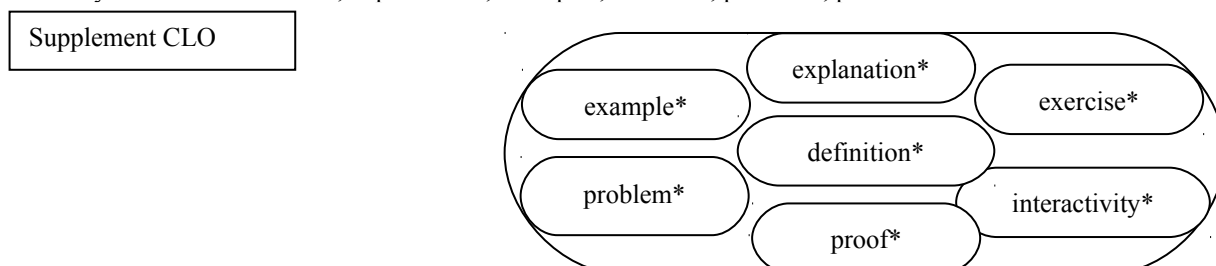 Supplement CLO
explanation*
example*
exercise*
definition*
problem*
interactivity*
proof*